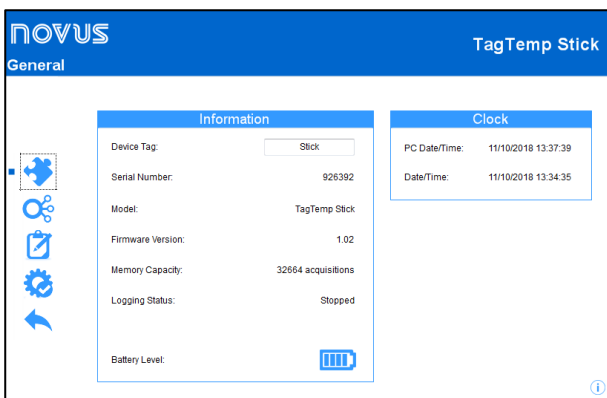 NOVUS
TagTemp Stick
General
Information
Device Tag: Stick
Serial Number: 926392
Model: TagTemp Stick
Firmware Version: 1.02
Memory Capacity: 32664 acquisitions
Logging Status: Stopped
Battery Level:
Clock
PC Date/Time: 11/10/2018 13:37:39
Date/Time: 11/10/2018 13:34:35